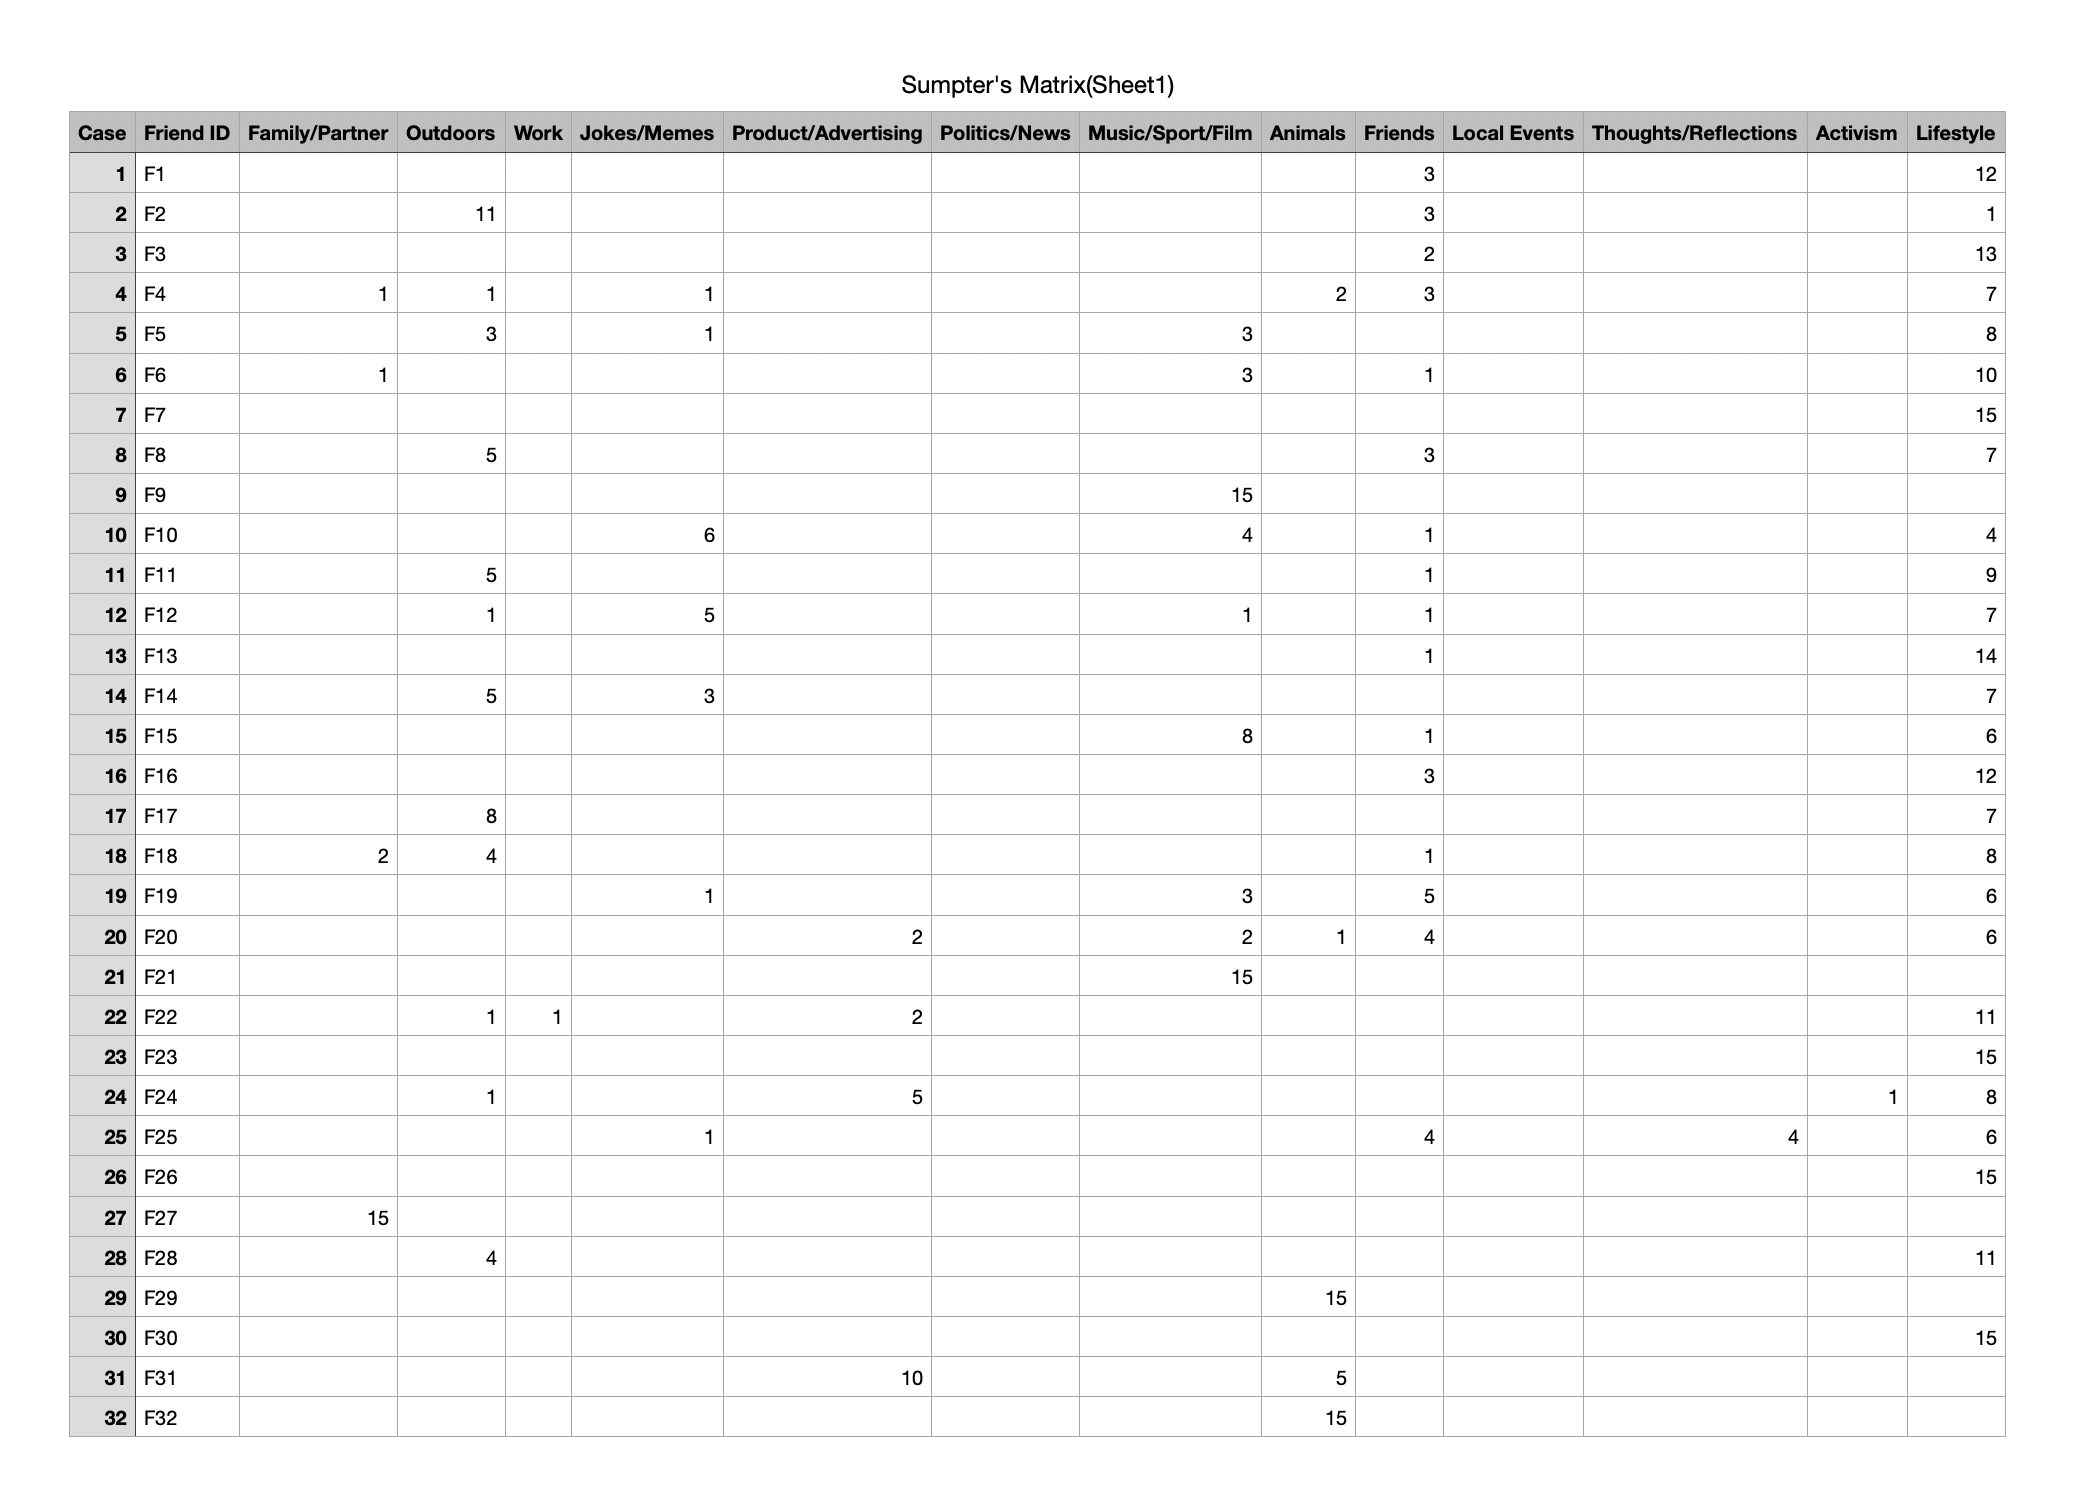 Sumpter's Matrix(Sheet1)
Case Friend ID Family/Partner Outdoors Work Jokes/Memes Product/Advertising Politics/News Music/Sport/Film Animals Friends Local Events Thoughts/Reflections Activism Lifestyle
1 F1 3 12
2 F2 11 3 1
3 F3 2 13
4 F4 1 1 1 2 3 7
5 F5 3 1 3 8
6 F6 1 3 1 10
7 F7 15
8 F8 5 3 7
9 F9 15
10 F10 6 4 1 4
11 F11 5 1 9
12 F12 1 5 1 1 7
13 F13 1 14
14 F14 5 3 7
15 F15 8 1 6
16 F16 3 12
17 F17 8 7
18 F18 2 4 1 8
19 F19 1 3 5 6
20 F20 2 2 1 4 6
21 F21 15
22 F22 1 1 2 11
23 F23 15
24 F24 1 5 1 8
25 F25 1 4 4 6
26 F26 15
27 F27 15
28 F28 4 11
29 F29 15
30 F30 15
31 F31 10 5
32 F32 15